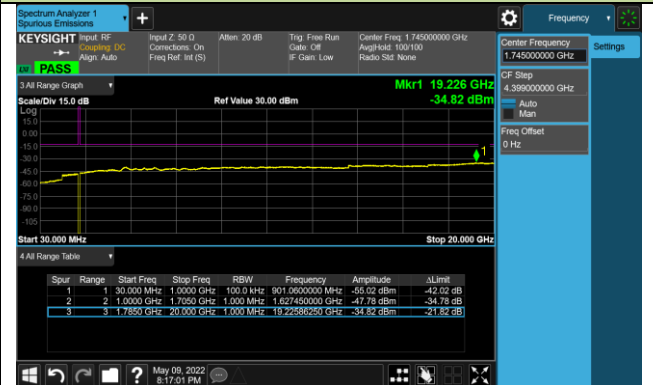 Spectrum Analyzer 1
Spurious Emissions
Frequency
KEYSIGHT
Input: RF
Coupling: DC
Align: Auto
Input Z: 50 Ω
Corrections: On
Freq Ref: Int (S)
Atten: 20 dB
Trig: Free Run
Gate: Off
IF Gain: Low
Center Freq: 1.745000000 GHz
Avg|Hold: 100/100
Radio Std: None
PASS
3 All Range Graph
Mkr1 19.226 GHz
Scale/Div 15.0 dB
Ref Value 30.00 dBm
-34.82 dBm
Log
15.0
0.00
-15.0
-30.0
-45.0
-60.0
-75.0
-90.0
-105
1
Start 30.000 MHz
Stop 20.000 GHz
4 All Range Table
Spur Range Start Freq Stop Freq RBW Frequency Amplitude ΔLimit
1 1 30.000 MHz 1.0000 GHz 100.0 kHz 901.0600000 MHz -55.02 dBm -42.02 dB
2 2 1.0000 GHz 1.7050 GHz 1.000 MHz 1.627450000 GHz -47.78 dBm -34.78 dB
3 3 1.7850 GHz 20.000 GHz 1.000 MHz 19.22586250 GHz -34.82 dBm -21.82 dB
May 09, 2022
8:17:01 PM
Center Frequency
1.745000000 GHz
Settings
CF Step
4.399000000 GHz
Auto
Man
Freq Offset
0 Hz